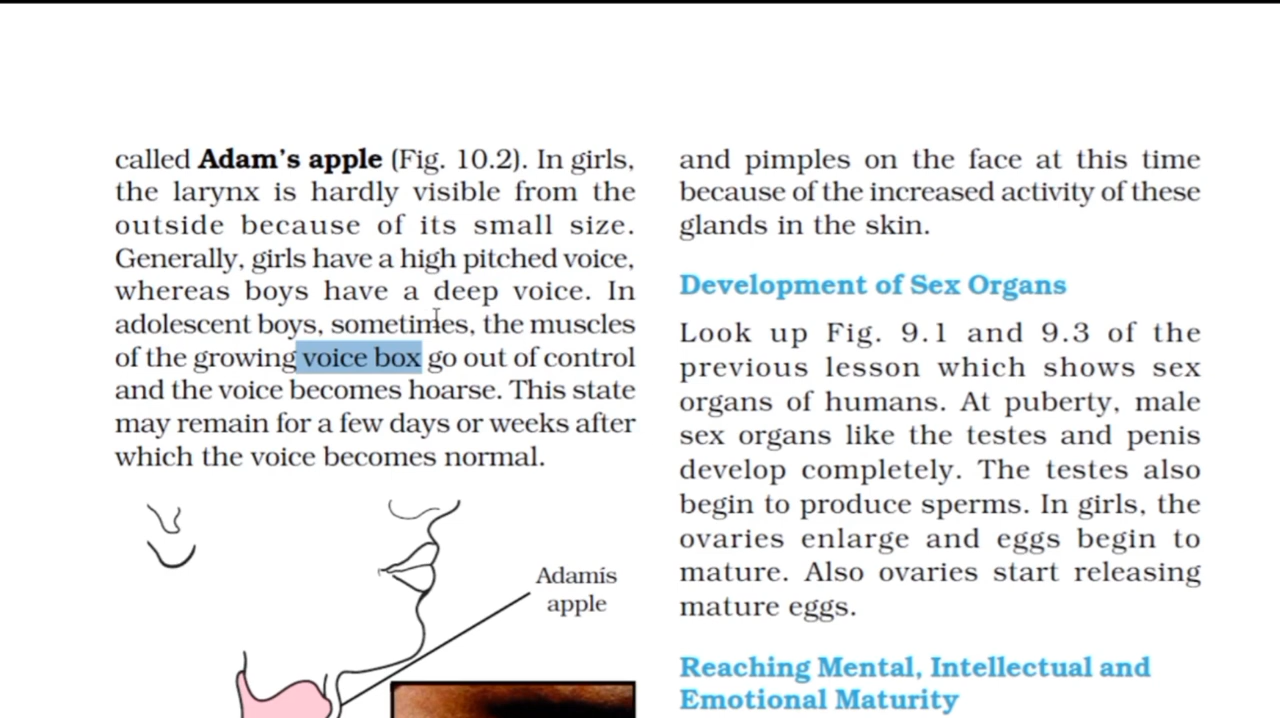 called Adam’s apple (Fig. 10.2). In girls,
the larynx is hardly visible from the
outside because of its small size.
Generally, girls have a high pitched voice,
whereas boys have a deep voice. In
adolescent boys, sometimes, the muscles
of the growing voice box go out of control
and the voice becomes hoarse. This state
may remain for a few days or weeks after
which the voice becomes normal.
Adamís
apple
and pimples on the face at this time
because of the increased activity of these
glands in the skin.
Development of Sex Organs
Look up Fig. 9.1 and 9.3 of the
previous lesson which shows sex
organs of humans. At puberty, male
sex organs like the testes and penis
develop completely. The testes also
begin to produce sperms. In girls, the
ovaries enlarge and eggs begin to
mature. Also ovaries start releasing
mature eggs.
Reaching Mental, Intellectual and
Emotional Maturity